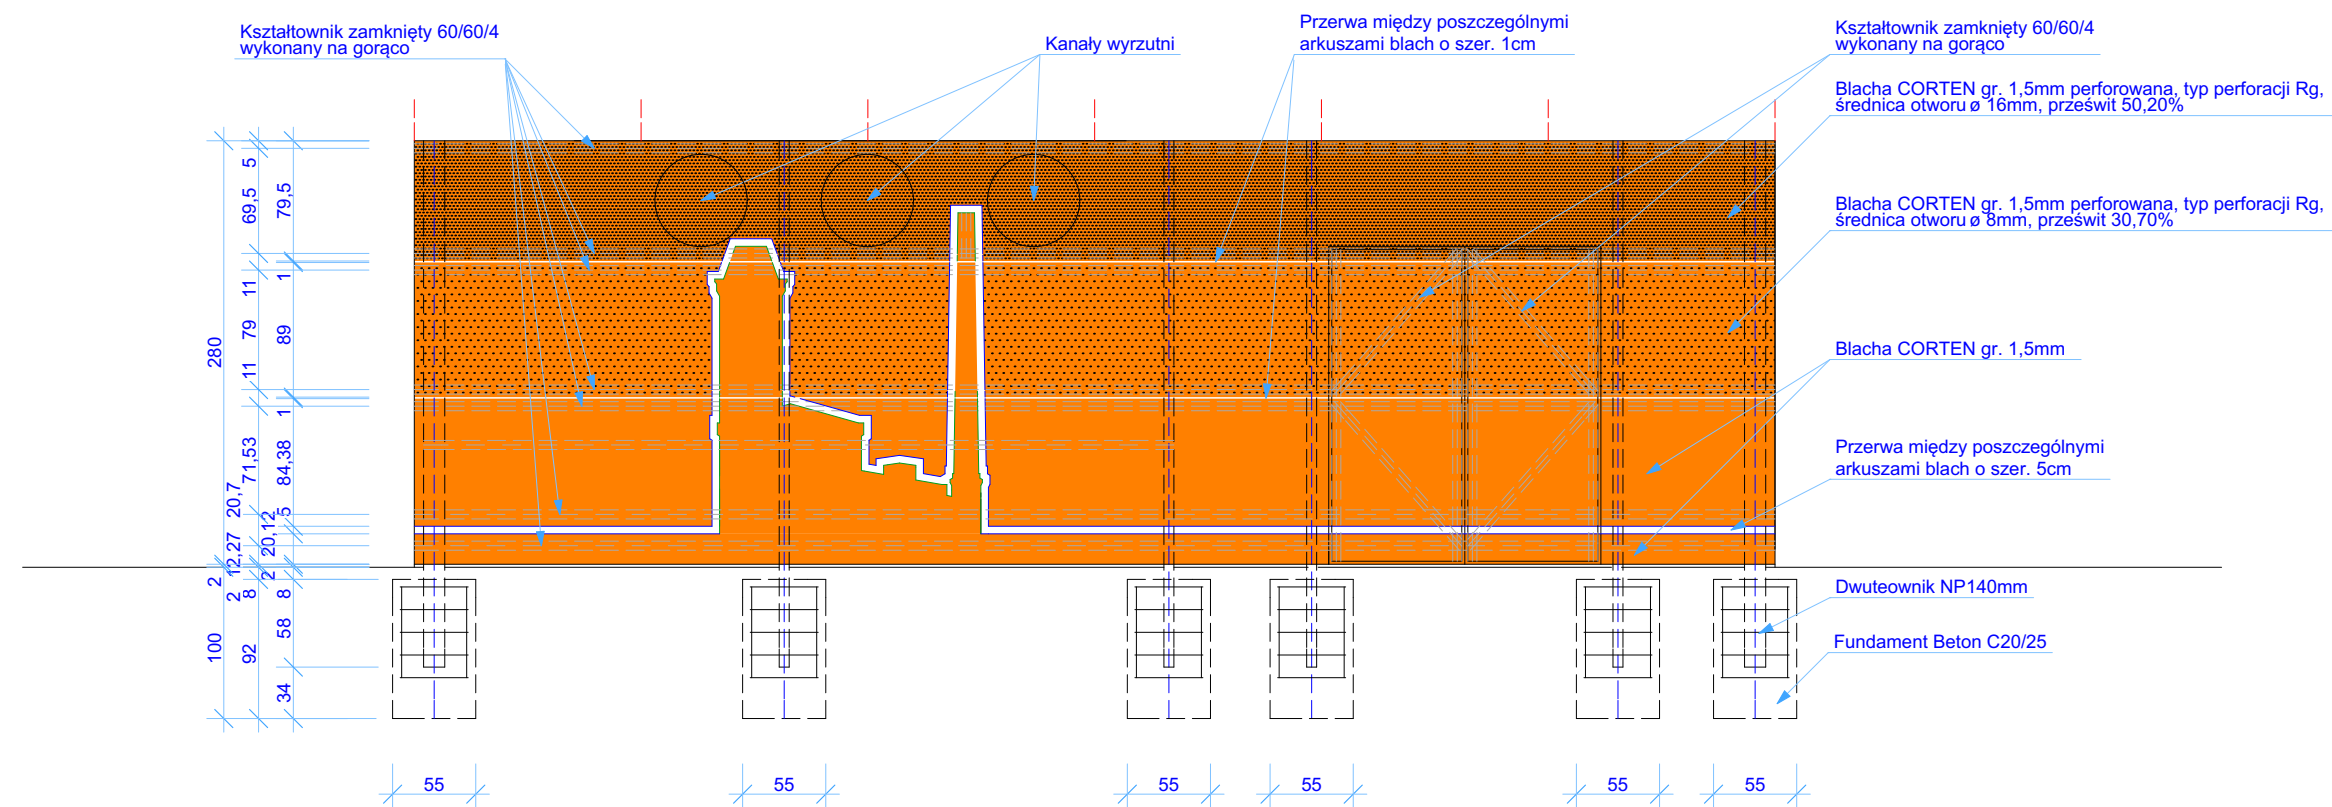 Kształtownik zamknięty 60/60/4
wykonany na gorąco
Kanały wyrzutni
Przerwa między poszczególnymi
arkuszami blach o szer. 1cm
Kształtownik zamknięty 60/60/4
wykonany na gorąco
Blacha CORTEN gr. 1,5mm perforowana, typ perforacji Rg,
średnica otworu ø 16mm, prześwit 50,20%
Blacha CORTEN gr. 1,5mm perforowana, typ perforacji Rg,
średnica otworu ø 8mm, prześwit 30,70%
Blacha CORTEN gr. 1,5mm
Przerwa między poszczególnymi
arkuszami blach o szer. 5cm
Dwuteownik NP140mm
Fundament Beton C20/25
280
2
100
5
69,5
11
79
11
71,53
20,7
12,27
2
8
92
79,5
1
89
1
84,38
5
20,12
2
8
58
34
55
55
55
55
55
55